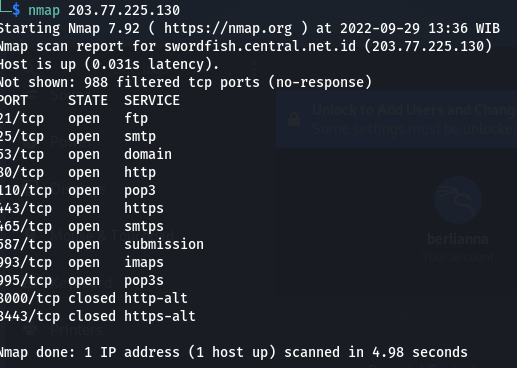 └─$ nmap 203.77.225.130
Starting Nmap 7.92 ( https://nmap.org ) at 2022-09-29 13:36 WIB
Nmap scan report for swordfish.central.net.id (203.77.225.130)
Host is up (0.031s latency).
Not shown: 988 filtered tcp ports (no-response)
PORT     STATE  SERVICE
21/tcp   open   ftp
25/tcp   open   smtp
53/tcp   open   domain
80/tcp   open   http
110/tcp  open   pop3
443/tcp  open   https
465/tcp  open   smtps
587/tcp  open   submission
993/tcp  open   imaps
995/tcp  open   pop3s
8000/tcp closed http-alt
8443/tcp closed https-alt
Nmap done: 1 IP address (1 host up) scanned in 4.98 seconds
Unlock to Add Users and Chang
Some settings must be unlocke
berlianna
Your account
Printers